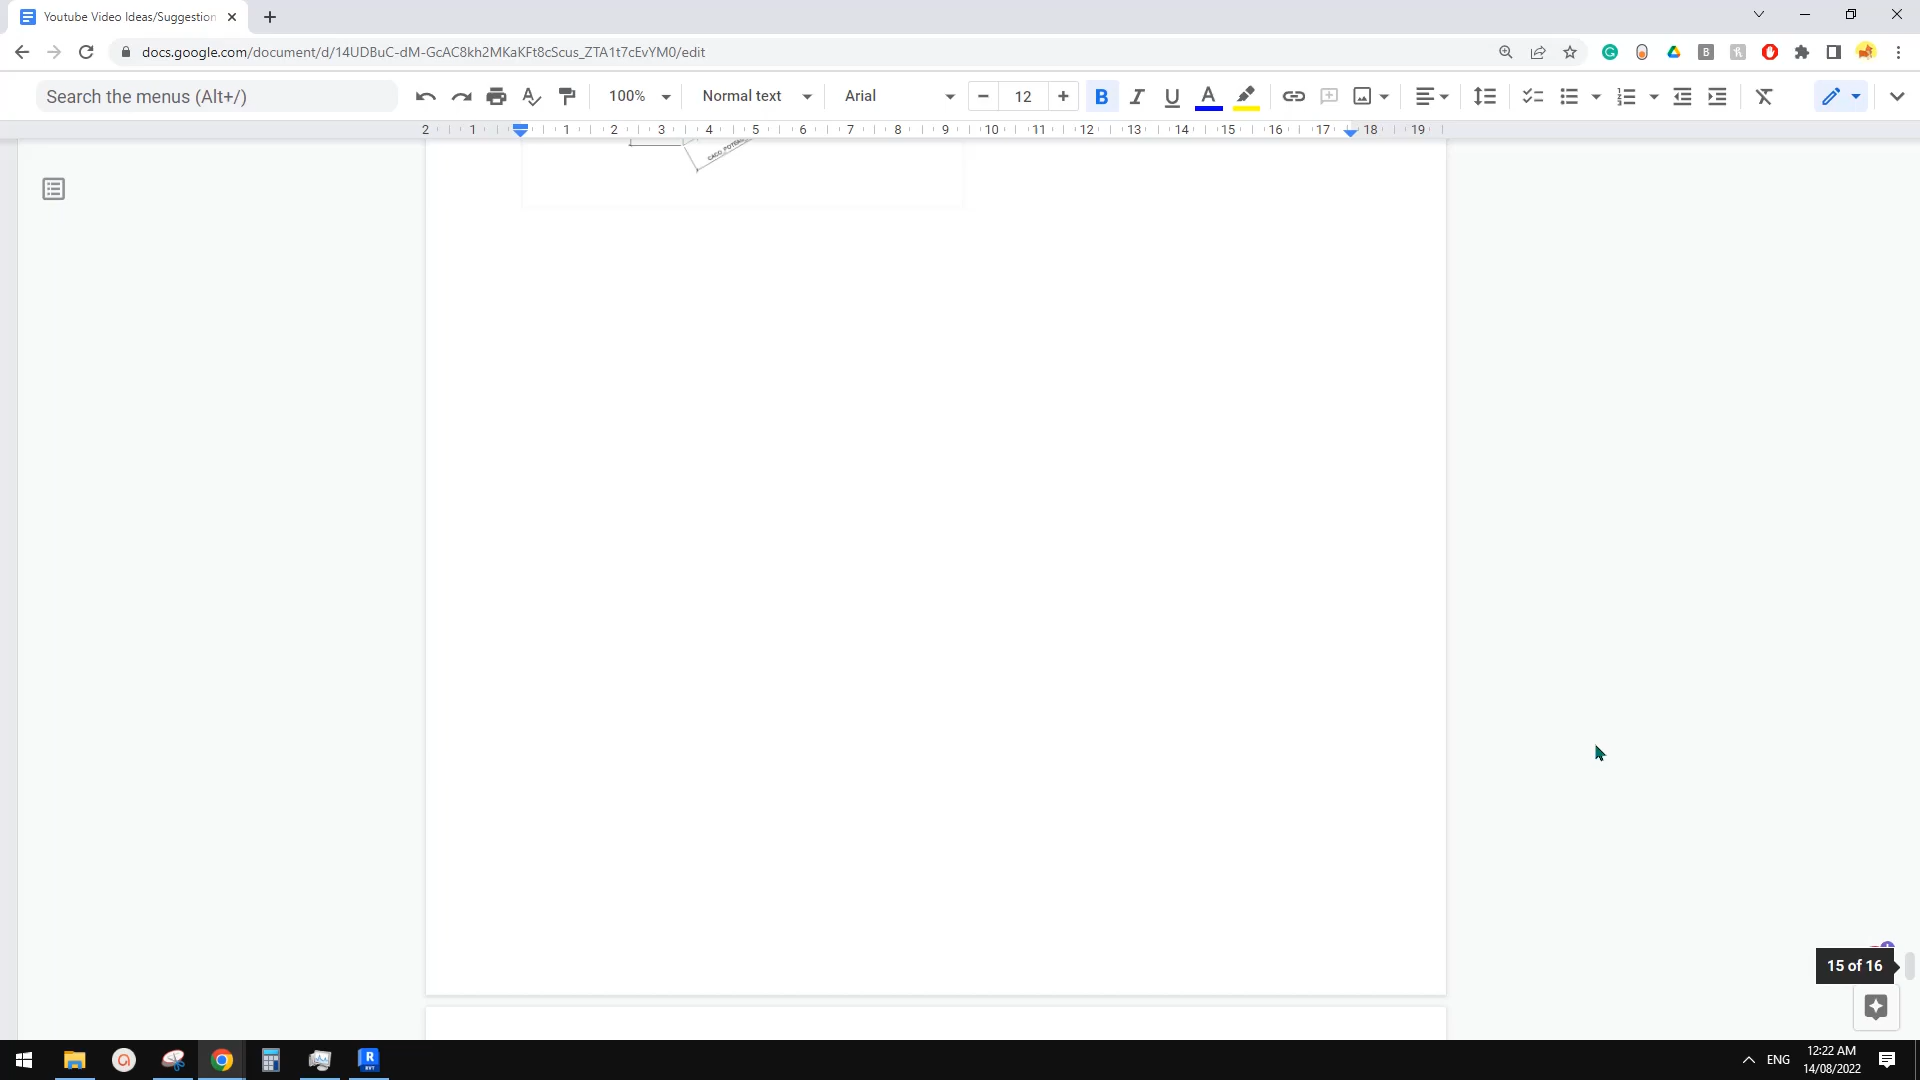 Youtube Video Ideas/Suggestion
docs.google.com/document/d/14UDBuC-dM-GcAC8kh2MKaKFt8cScus_ZTA1t7cEvYM0/edit
Search the menus (Alt+/)
100%
Normal text
Arial
12
B I U A
2 1 1 2 3 4 5 6 7 8 9 10 11 12 13 14 15 16 17 18 19
15 of 16
ENG
12:22 AM
14/08/2022